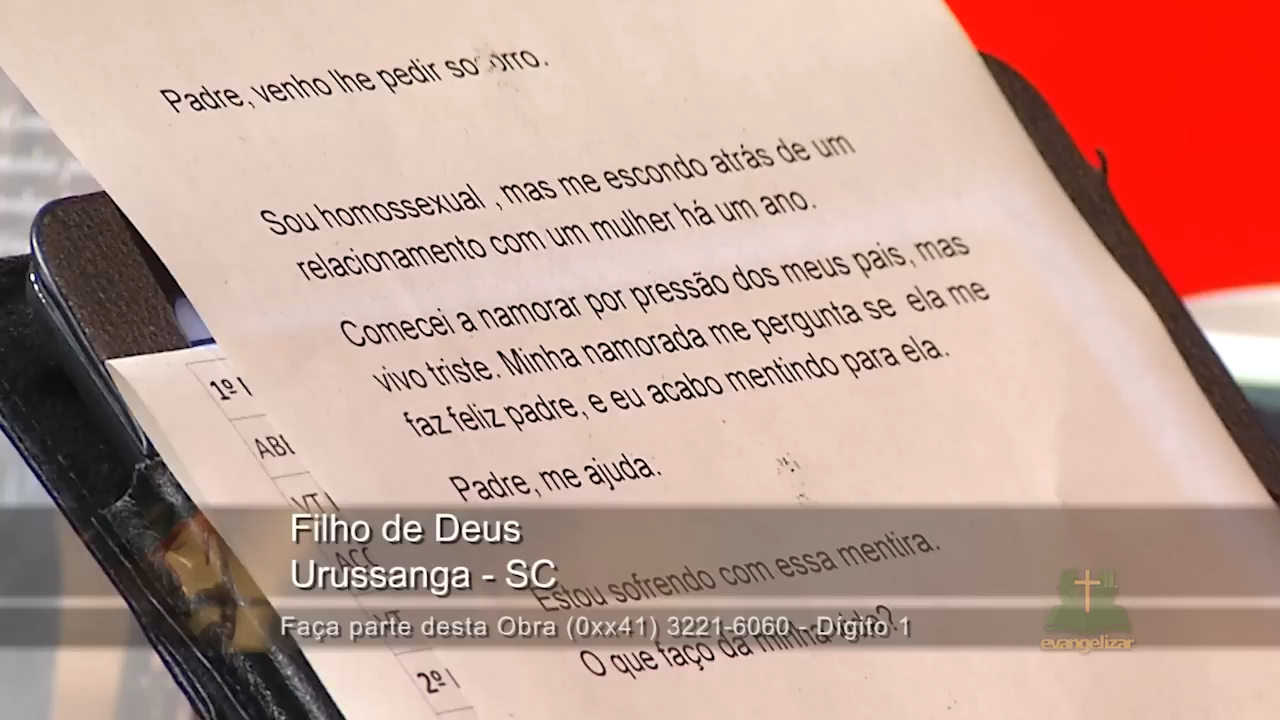 Padre, venho lhe pedir socorro.
Sou homossexual , mas me escondo atrás de um
relacionamento com um mulher há um ano.
Comecei a namorar por pressão dos meus pais, mas
vivo triste. Minha namorada me pergunta se ela me
faz feliz padre, e eu acabo mentindo para ela.
Padre, me ajuda.
Estou sofrendo com essa mentira.
O que faço da minha vida?
1º
2º
Filho de Deus
Urussanga - SC
Faça parte desta Obra (0xx41) 3221-6060 - Dígito 1
evangelizar